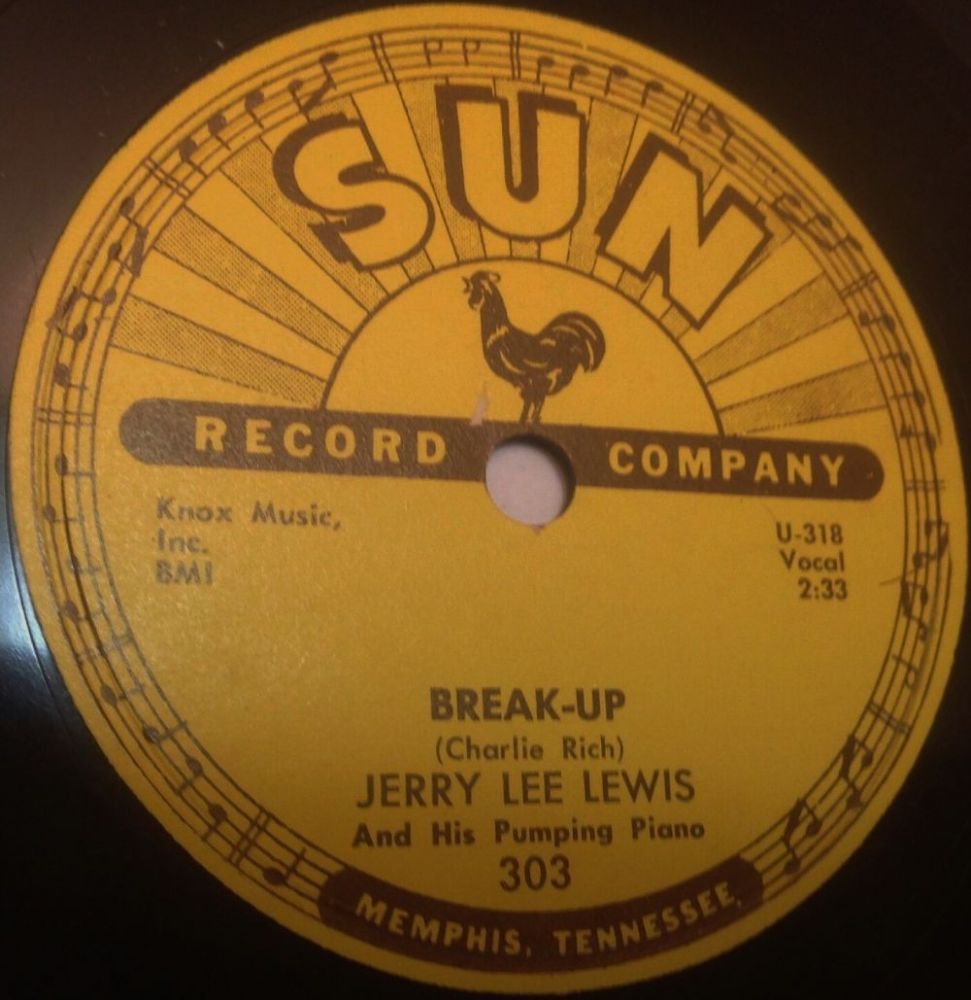 SUN
RECORD COMPANY
Knox Music,
Inc.
BMI
U-318
Vocal
2:33
BREAK-UP
(Charlie Rich)
JERRY LEE LEWIS
And His Pumping Piano
303
MEMPHIS, TENNESSEE